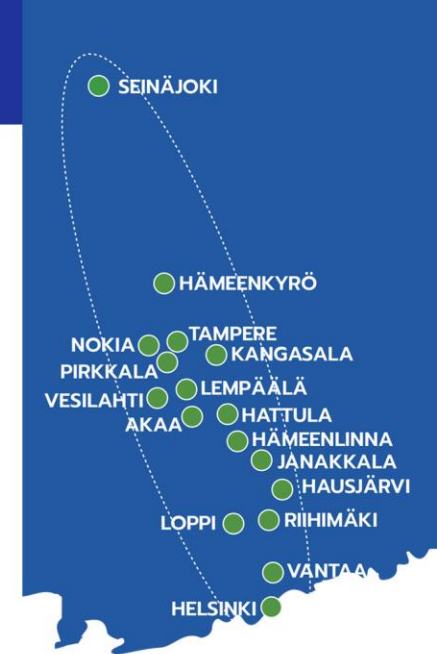 SEINÄJOKI
HÄMEENKYRÖ
TAMPERE
NOKIA
KANGASALA
PIRKKALA
LEMPÄÄLÄ
VESILAHTI
HATTULA
AKAA
HÄMEENLINNA
JANAKKALA
HAUSJÄRVI
LOPPI
RIIHIMÄKI
VANTAA
HELSINKI